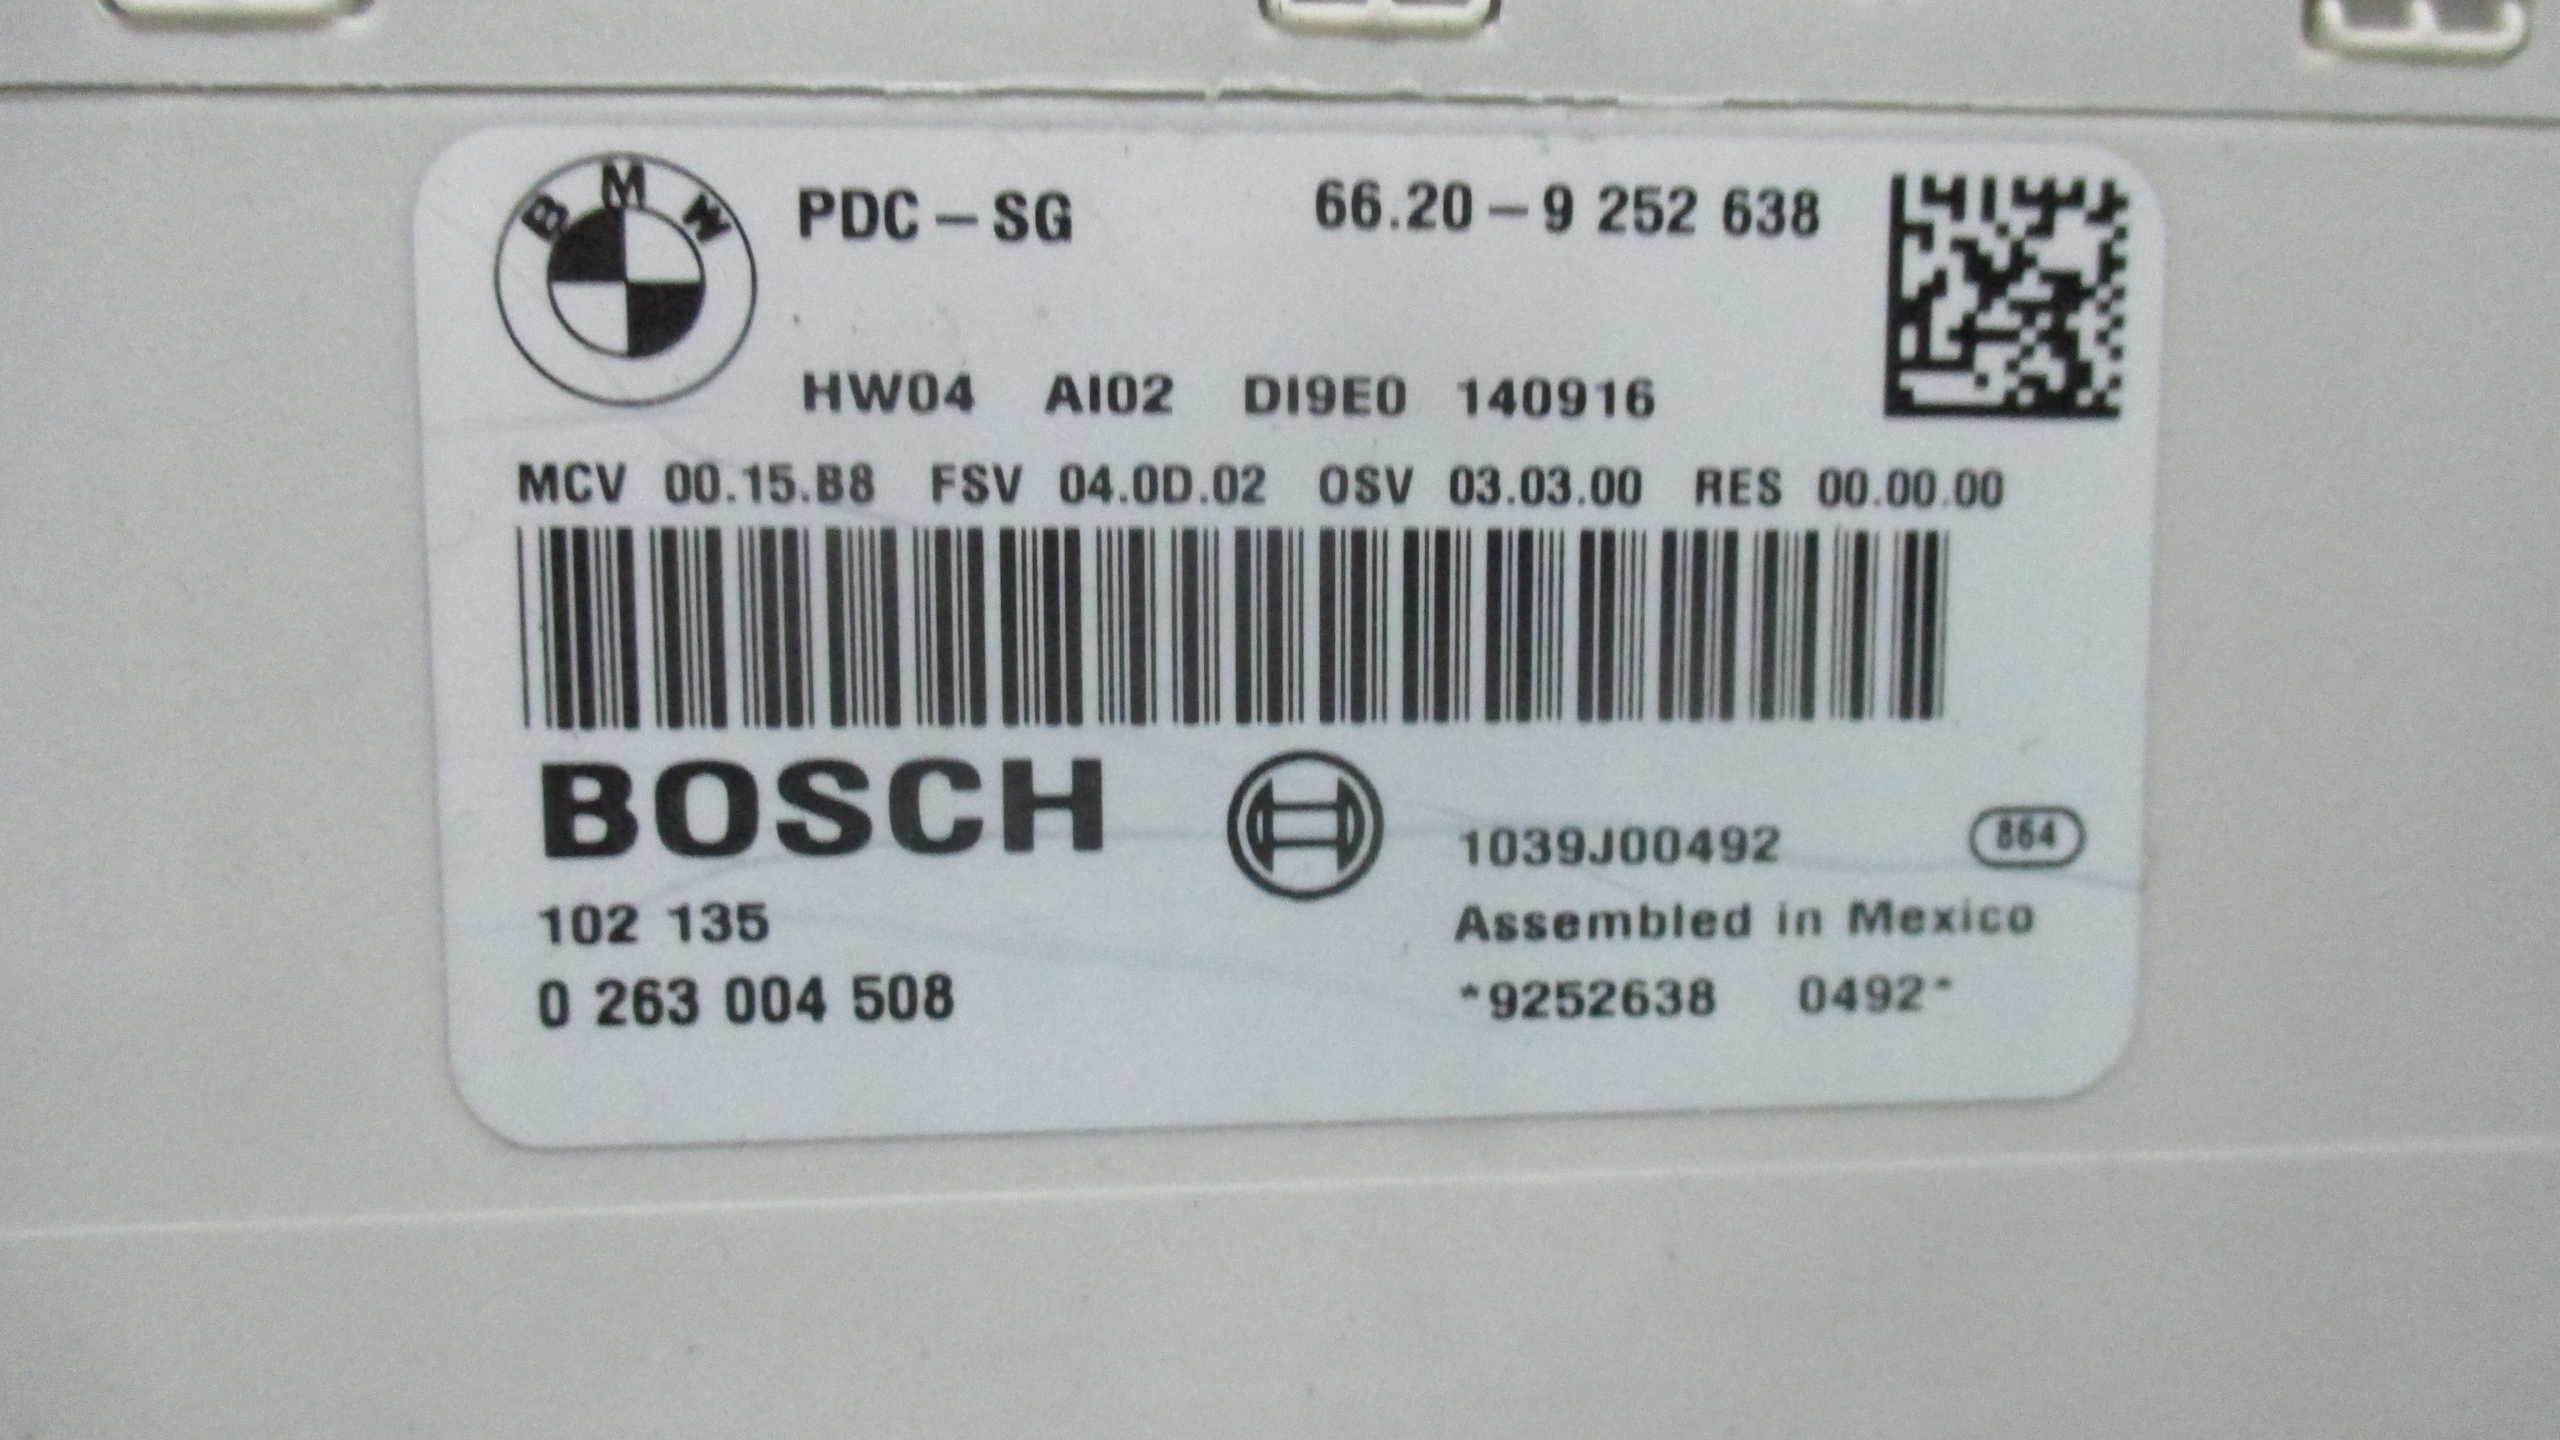 BMW
PDC-SG 66.20-9 252 638
HW04 AI02 DI9E0 140916
MCV 00.15.B8 FSV 04.0D.02 OSV 03.03.00 RES 00.00.00
BOSCH
1039J00492 864
102 135 Assembled in Mexico
0 263 004 508 *9252638 0492*